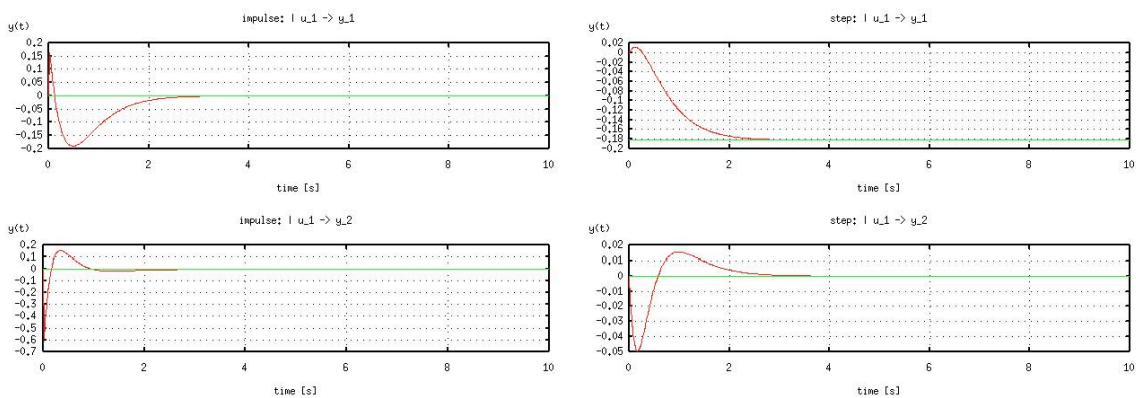 impulse: | u_1 -> y_1
y(t)
0.2
0.15
0.1
0.05
0
-0.05
-0.1
-0.15
-0.2
0 2 4 6 8 10
time [s]
step: | u_1 -> y_1
y(t)
0.02
0
-0.02
-0.04
-0.06
-0.08
-0.1
-0.12
-0.14
-0.16
-0.18
-0.2
0 2 4 6 8 10
time [s]
impulse: | u_1 -> y_2
y(t)
0.2
0.1
0
-0.1
-0.2
-0.3
-0.4
-0.5
-0.6
-0.7
0 2 4 6 8 10
time [s]
step: | u_1 -> y_2
y(t)
0.02
0.01
0
-0.01
-0.02
-0.03
-0.04
-0.05
0 2 4 6 8 10
time [s]